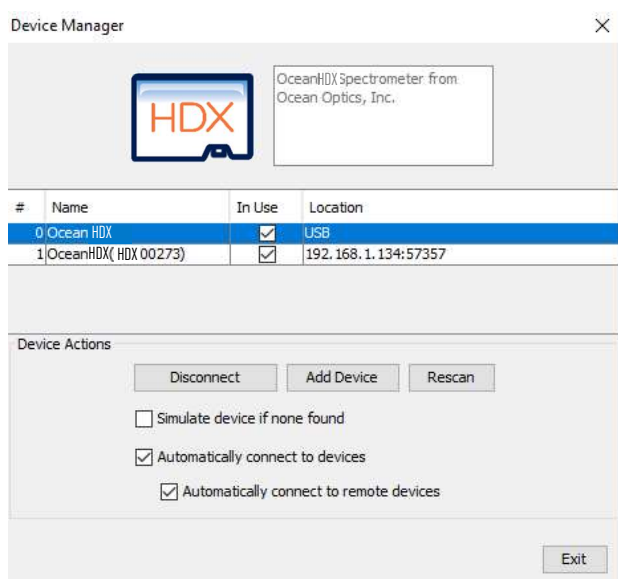 Device Manager
HDX
OceanHDX Spectrometer from
Ocean Optics, Inc.
# Name In Use Location
0 Ocean HDX USB
1 OceanHDX( HDX 00273) 192.168.1.134:57357
Device Actions
Disconnect Add Device Rescan
Simulate device if none found
Automatically connect to devices
Automatically connect to remote devices
Exit